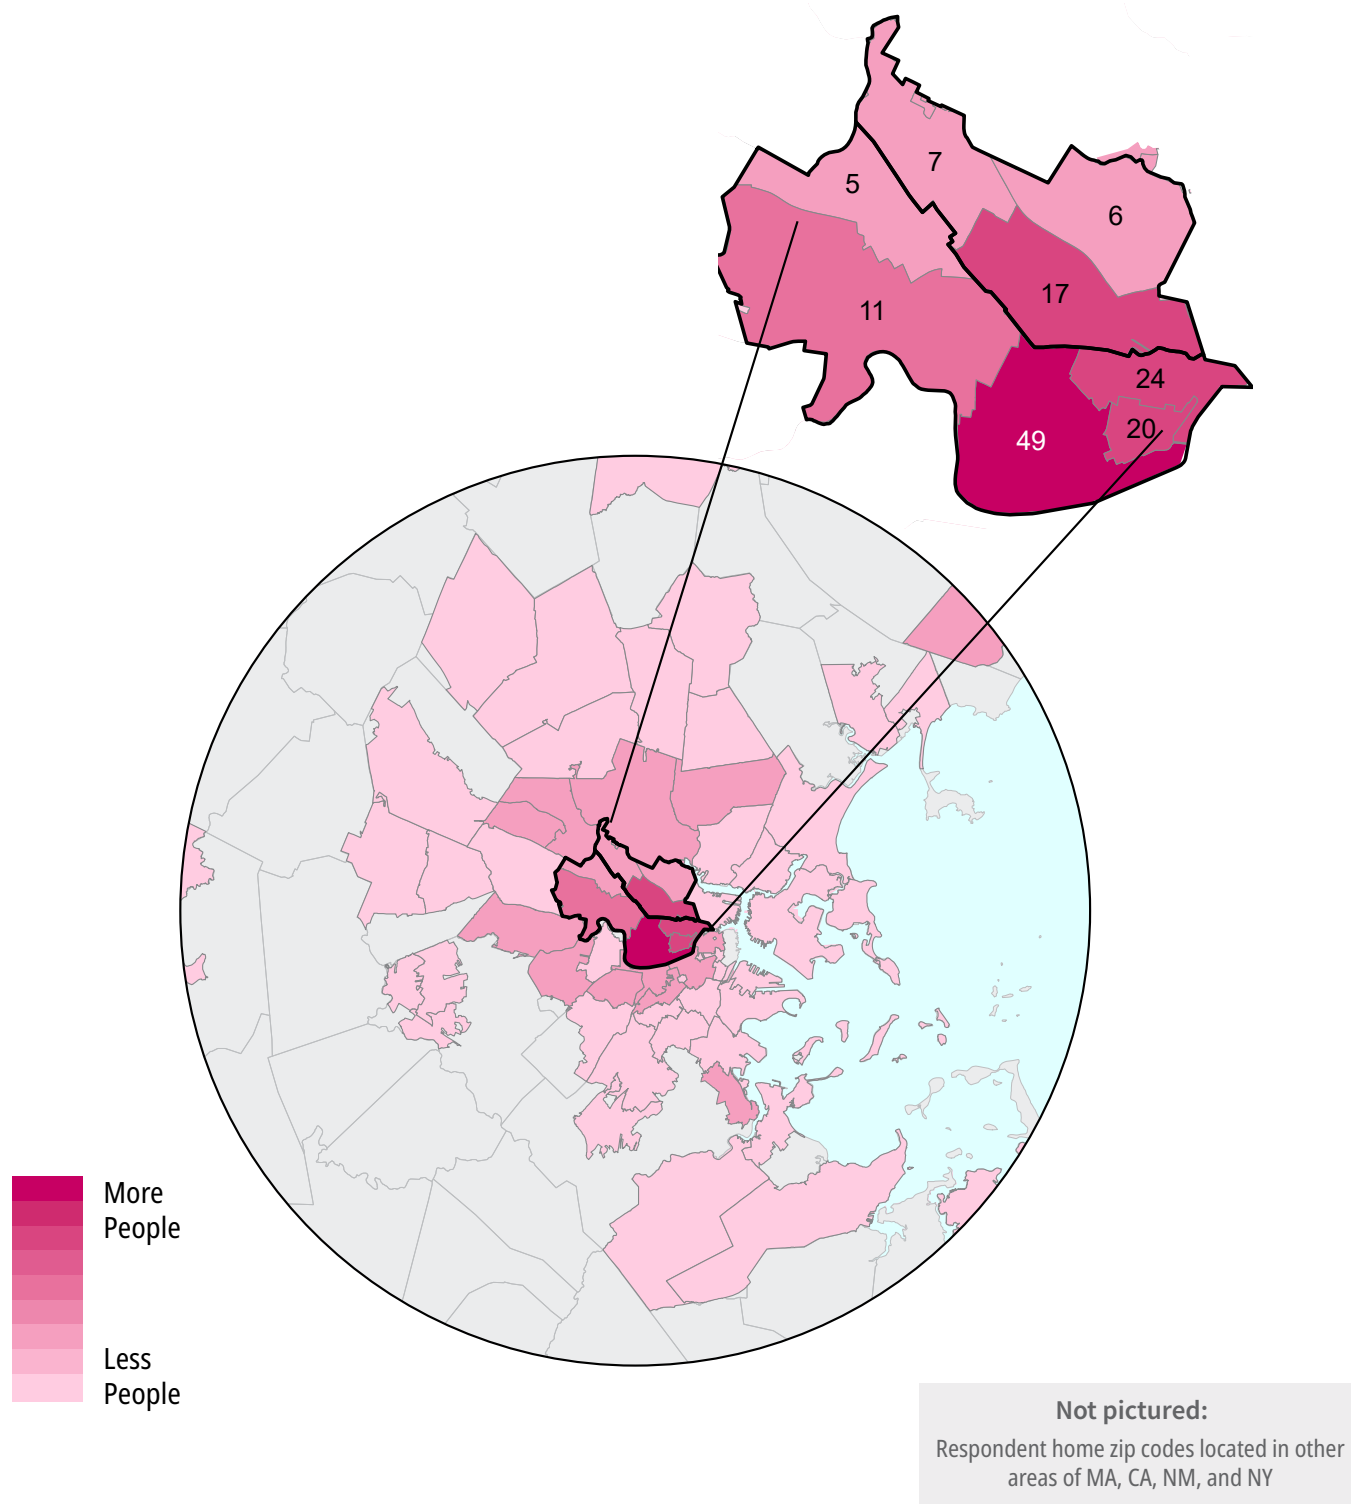 7
5
6
17
11
24
20
49
More
People
Less
People
Not pictured:
Respondent home zip codes located in other
areas of MA, CA, NM, and NY